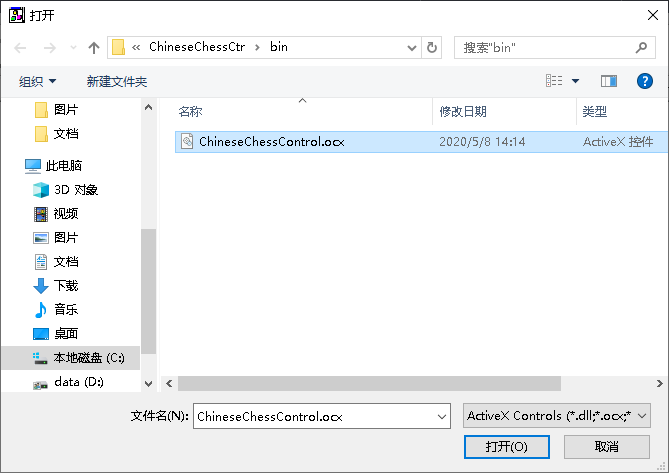 打开
« ChineseChessCtr › bin
搜索"bin"
组织
新建文件夹
图片
文档
此电脑
3D 对象
视频
图片
文档
下载
音乐
桌面
本地磁盘 (C:)
data (D:)
名称 修改日期 类型
ChineseChessControl.ocx 2020/5/8 14:14 ActiveX 控件
文件名(N): ChineseChessControl.ocx ActiveX Controls (*.dll;*.ocx;*
打开(O) 取消